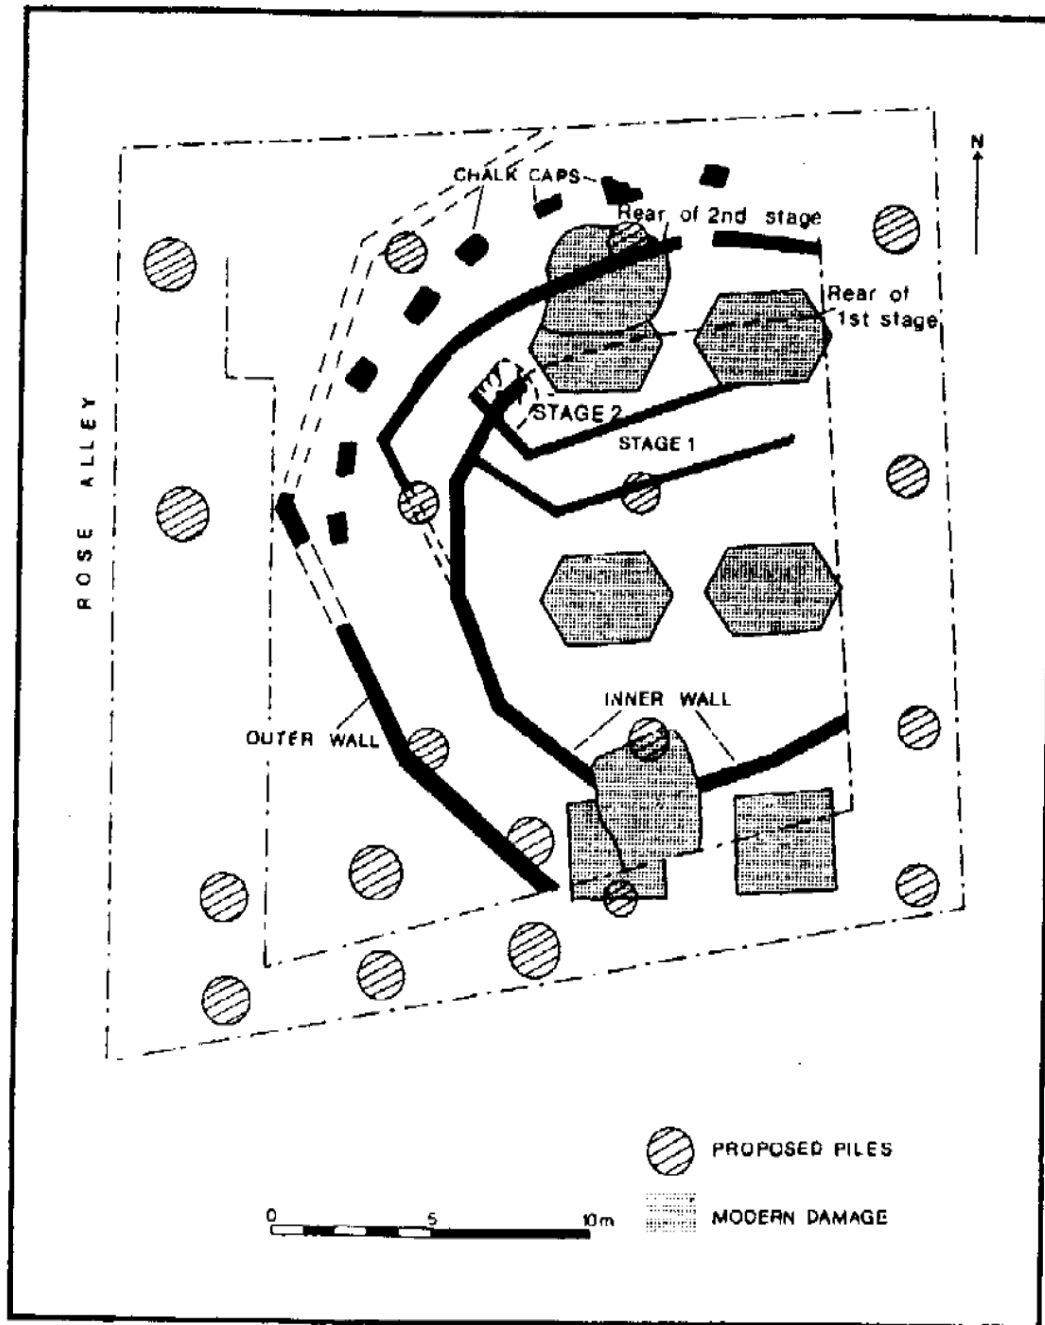 N
CHALK CAPS
Rear of 2nd stage
Rear of
1st stage
STAGE 2
STAGE 1
ROSE ALLEY
INNER WALL
OUTER WALL
PROPOSED PILES
0 5 10m
MODERN DAMAGE